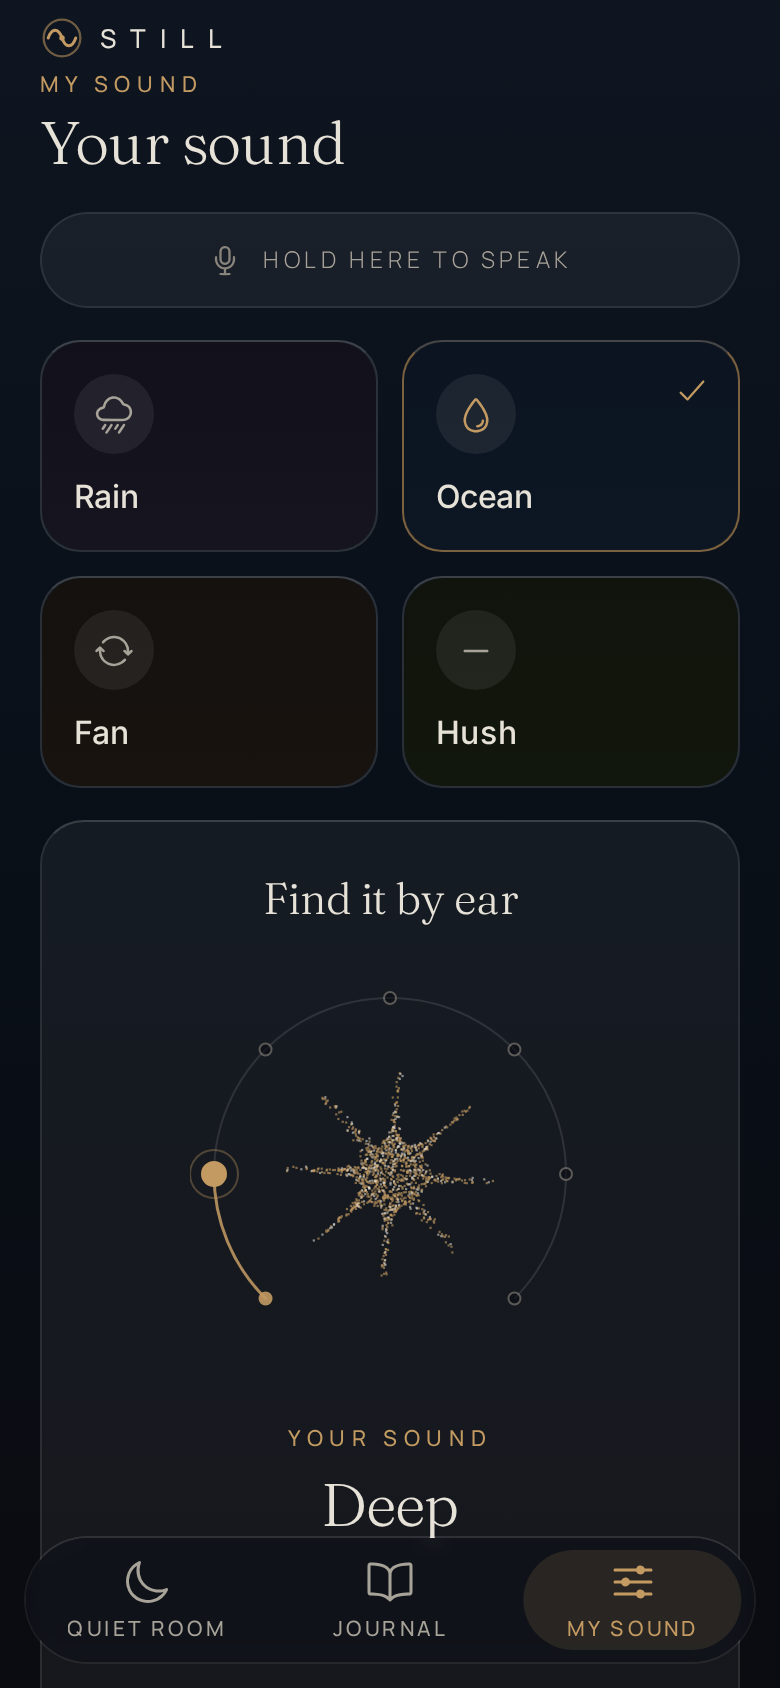 STILL
MY SOUND
Your sound
HOLD HERE TO SPEAK
Rain
Ocean
Fan
Hush
Find it by ear
YOUR SOUND
Deep
QUIET ROOM
JOURNAL
MY SOUND